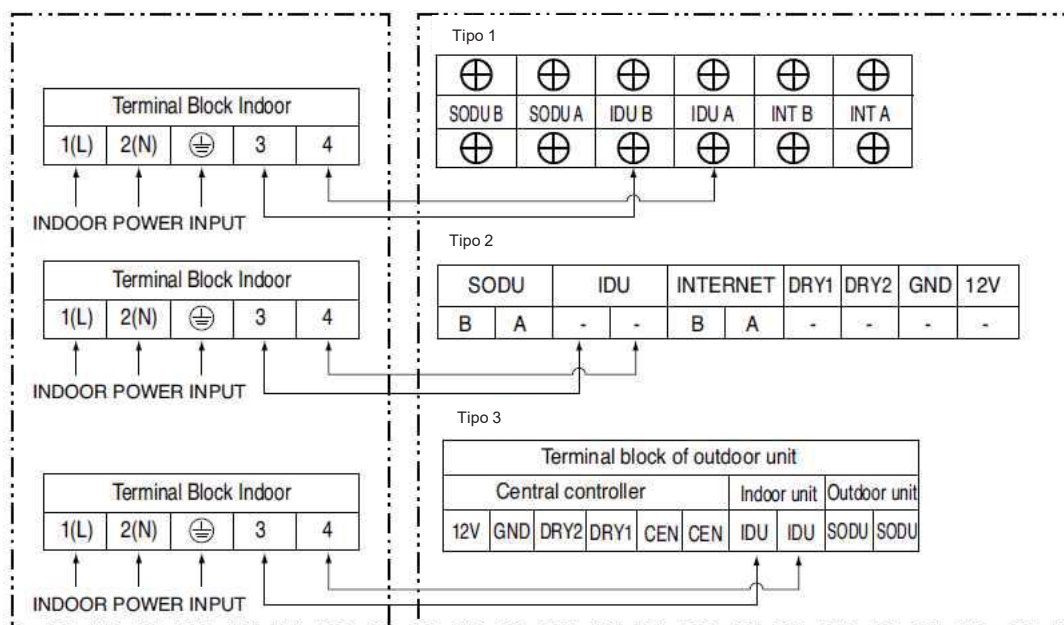 Tipo 1
SODU B SODU A IDU B IDU A INT B INT A
Terminal Block Indoor
1(L) 2(N) 3 4
INDOOR POWER INPUT
Tipo 2
SODU IDU INTERNET DRY1 DRY2 GND 12V
B A - - B A - - - -
Terminal Block Indoor
1(L) 2(N) 3 4
INDOOR POWER INPUT
Tipo 3
Terminal block of outdoor unit
Central controller Indoor unit Outdoor unit
12V GND DRY2 DRY1 CEN CEN IDU IDU SODU SODU
Terminal Block Indoor
1(L) 2(N) 3 4
INDOOR POWER INPUT